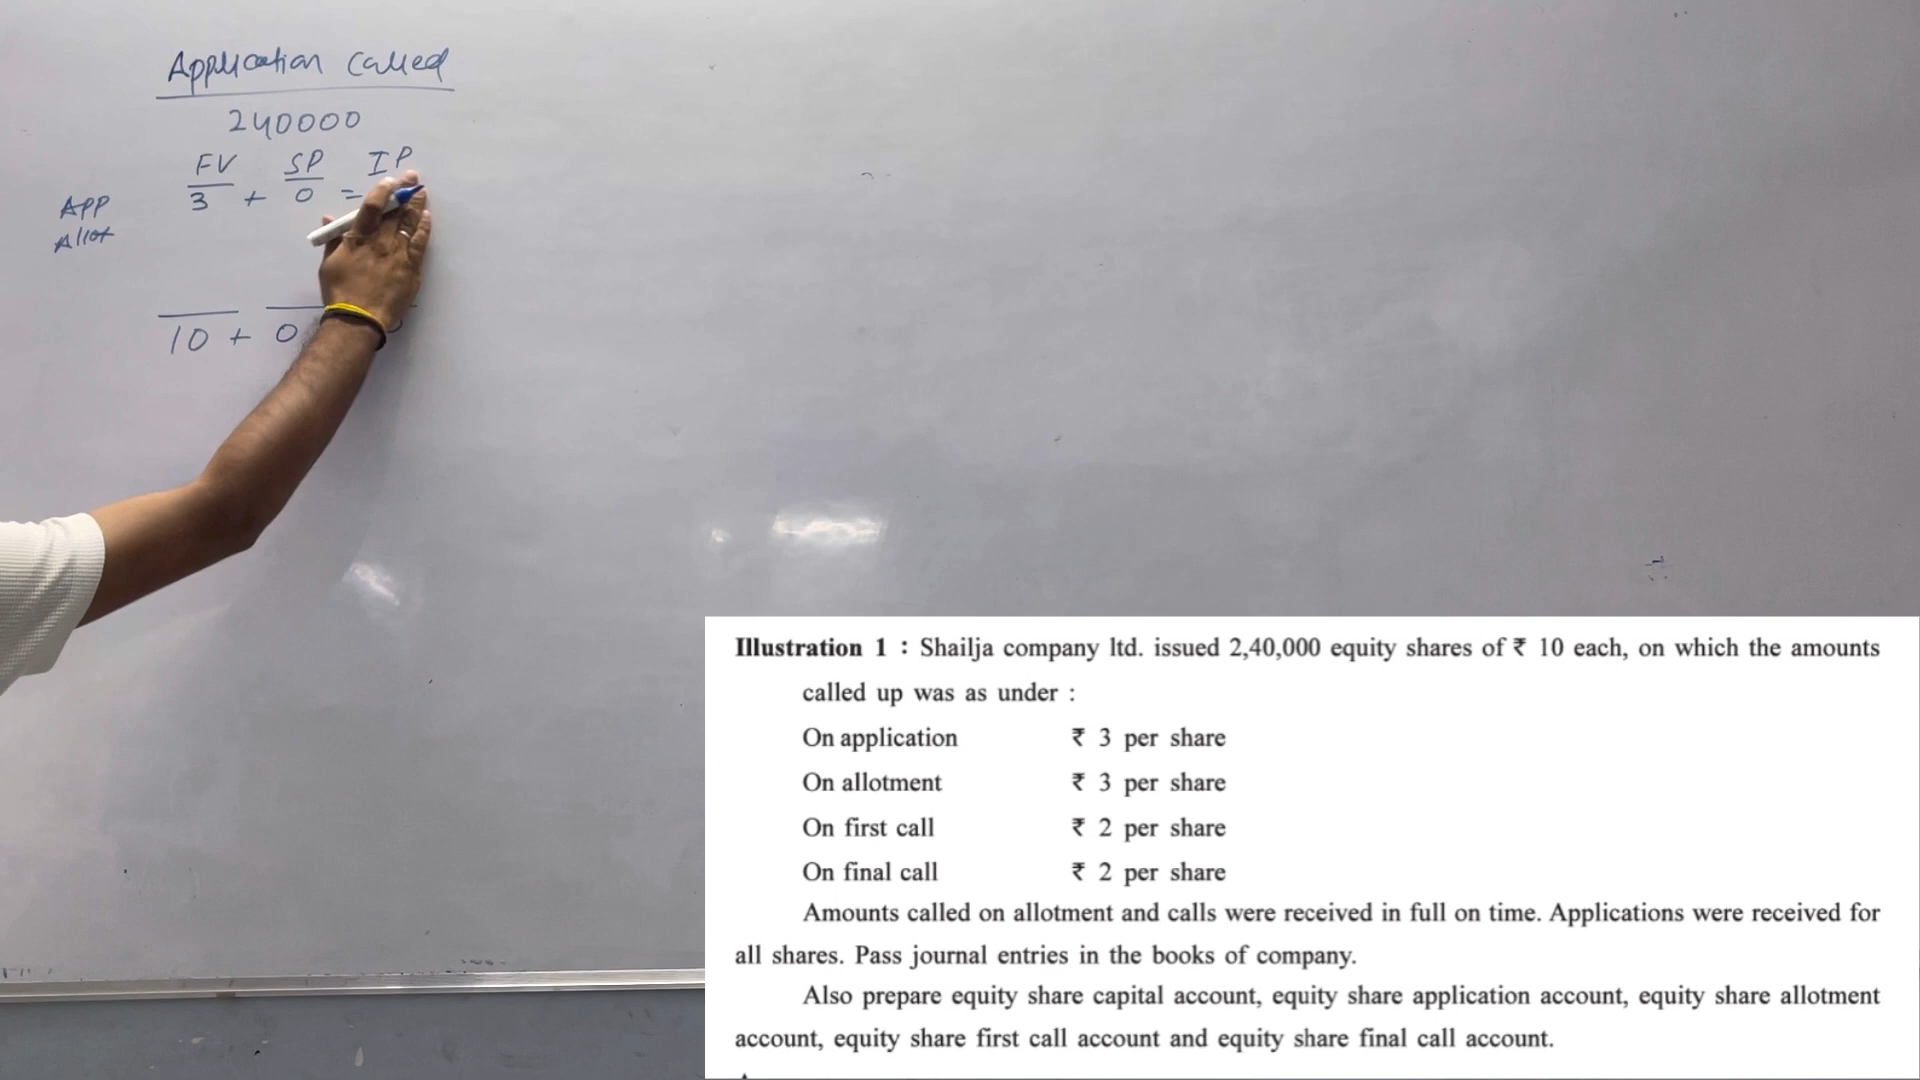 Application Called
240000
FV SP IP
APP 3 + 0 =
Allot
10 + 0
Illustration 1 : Shailja company ltd. issued 2,40,000 equity shares of ₹ 10 each, on which the amounts
called up was as under :
On application ₹ 3 per share
On allotment ₹ 3 per share
On first call ₹ 2 per share
On final call ₹ 2 per share
Amounts called on allotment and calls were received in full on time. Applications were received for
all shares. Pass journal entries in the books of company.
Also prepare equity share capital account, equity share application account, equity share allotment
account, equity share first call account and equity share final call account.